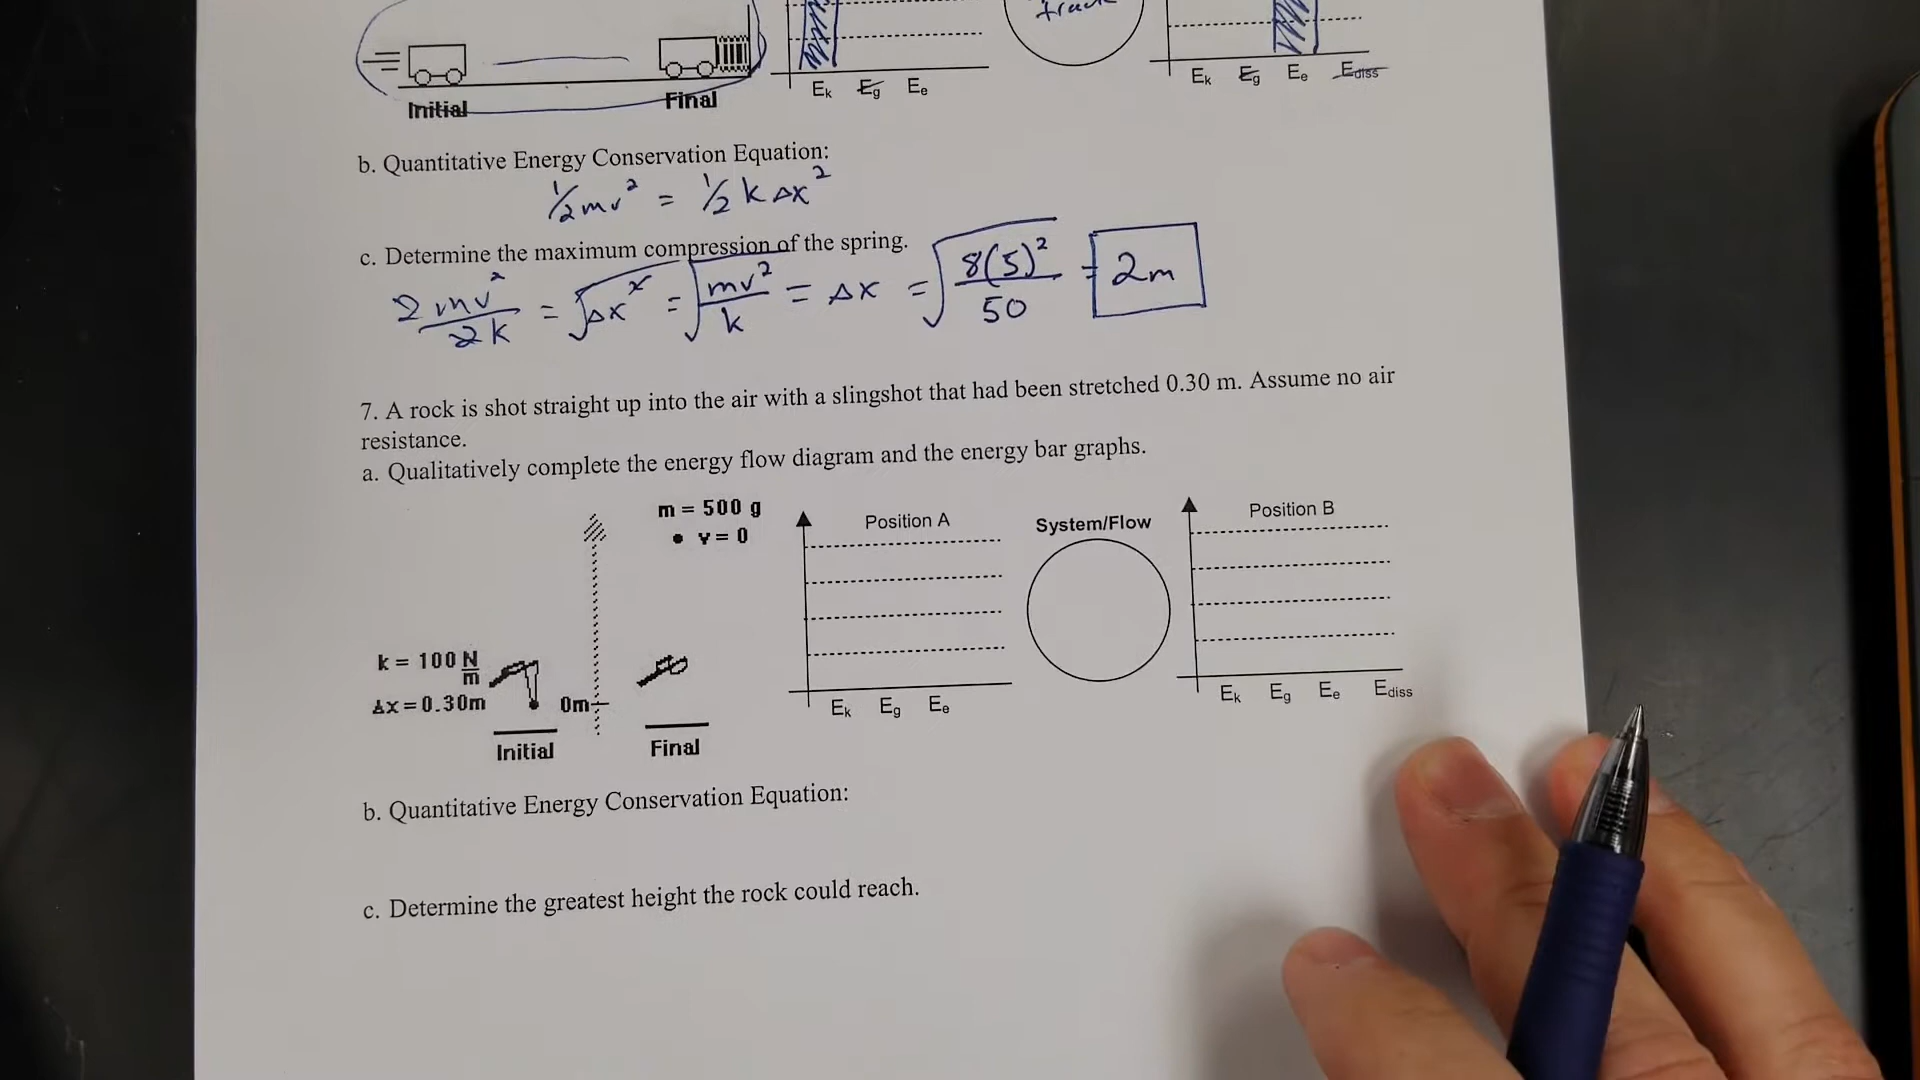 track
Ek Eg Ee
Ek Eg Ee Ediss
Initial Final
b. Quantitative Energy Conservation Equation:
½mv² = ½kΔx²
c. Determine the maximum compression of the spring.
2mv²/2k = √Δx² = √mv²/k = Δx = √8(5)²/50 = 2m
7. A rock is shot straight up into the air with a slingshot that had been stretched 0.30 m. Assume no air
resistance.
a. Qualitatively complete the energy flow diagram and the energy bar graphs.
m = 500 g
v = 0
Position A
System/Flow
Position B
k = 100 N/m
Δx = 0.30m
0m
Initial
Final
Ek Eg Ee
Ek Eg Ee Ediss
b. Quantitative Energy Conservation Equation:
c. Determine the greatest height the rock could reach.